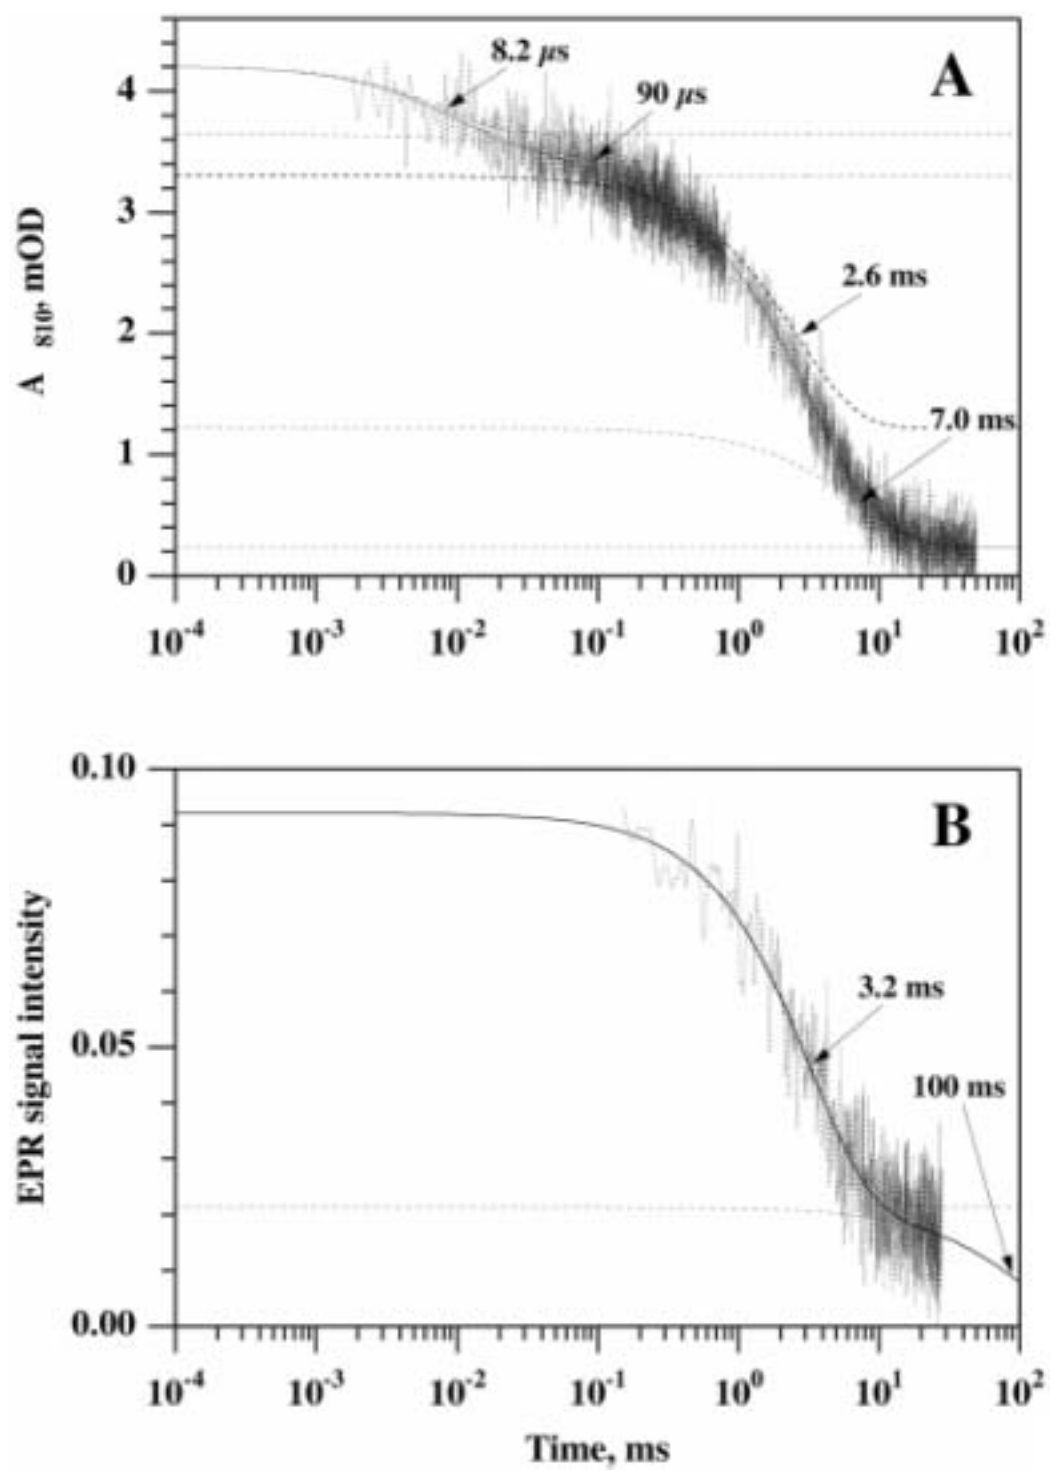 A
8.2 μs
90 μs
4
3
2.6 ms
2
7.0 ms
1
0
A 810, mOD
10-4 10-3 10-2 10-1 100 101 102
0.10
B
3.2 ms
0.05
100 ms
0.00
EPR signal intensity
10-4 10-3 10-2 10-1 100 101 102
Time, ms